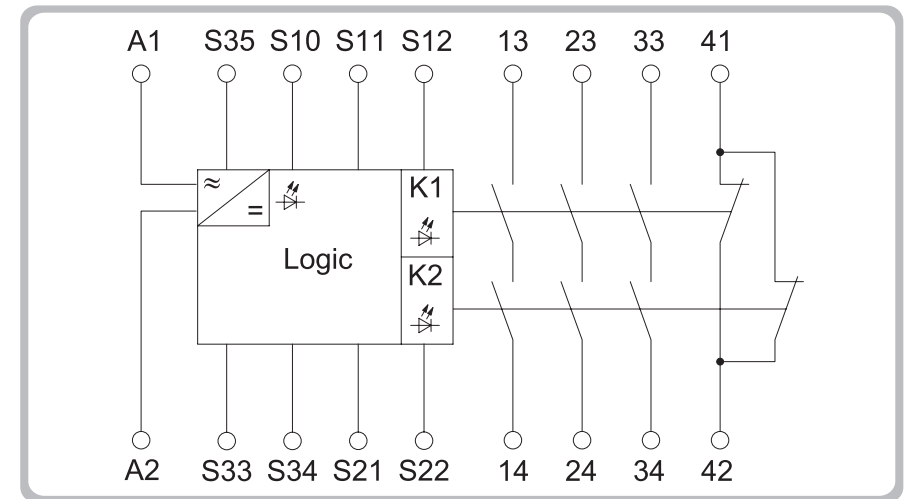 A1 S35 S10 S11 S12 13 23 33 41
≈ K1
=
Logic
K2
A2 S33 S34 S21 S22 14 24 34 42